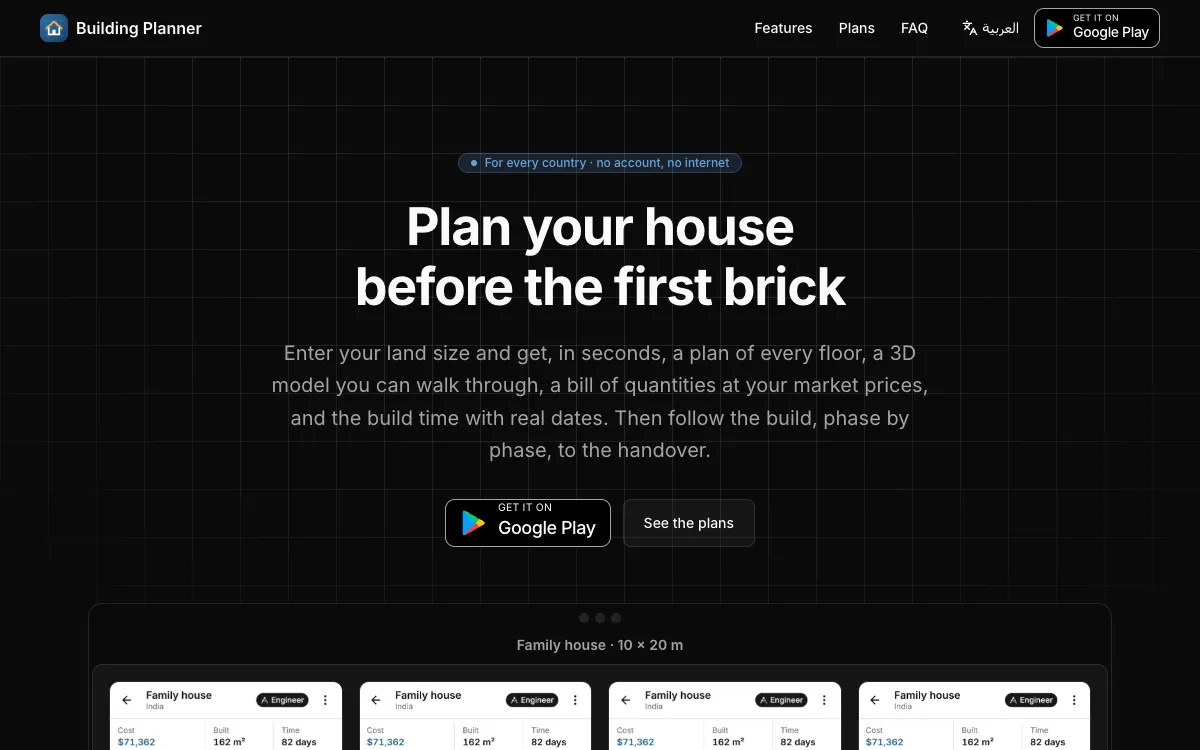 Building Planner
Features
Plans
FAQ
العربية
GET IT ON
Google Play
For every country · no account, no internet
Plan your house
before the first brick
Enter your land size and get, in seconds, a plan of every floor, a 3D
model you can walk through, a bill of quantities at your market prices,
and the build time with real dates. Then follow the build, phase by
phase, to the handover.
GET IT ON
Google Play
See the plans
Family house · 10 × 20 m
Family house
India
Engineer
Cost
Built
Time
$71,362
162 m²
82 days
Family house
India
Engineer
Cost
Built
Time
$71,362
162 m²
82 days
Family house
India
Engineer
Cost
Built
Time
$71,362
162 m²
82 days
Family house
India
Engineer
Cost
Built
Time
$71,362
162 m²
82 days